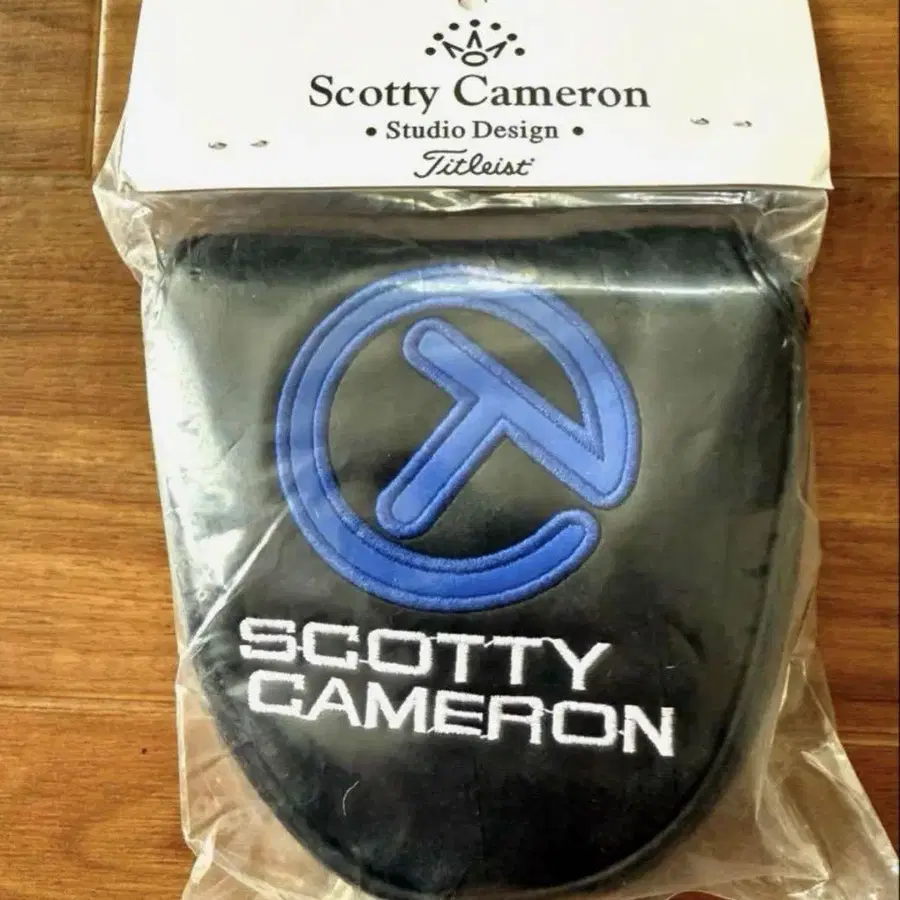 Scotty Cameron
• Studio Design •
Titleist
SCOTTY
CAMERON